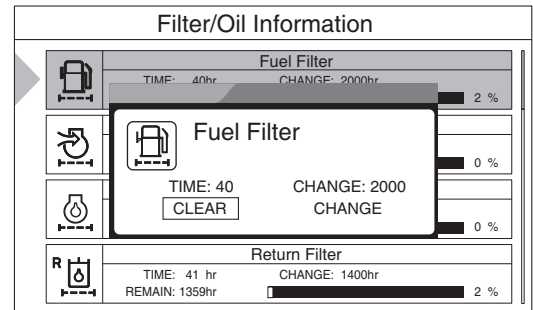 Filter/Oil Information
Fuel Filter
TIME: 40hr CHANGE: 2000hr
2 %
Fuel Filter
0 %
TIME: 40 CHANGE: 2000
CLEAR CHANGE
0 %
R
Return Filter
TIME: 41 hr CHANGE: 1400hr
REMAIN: 1359hr 2 %